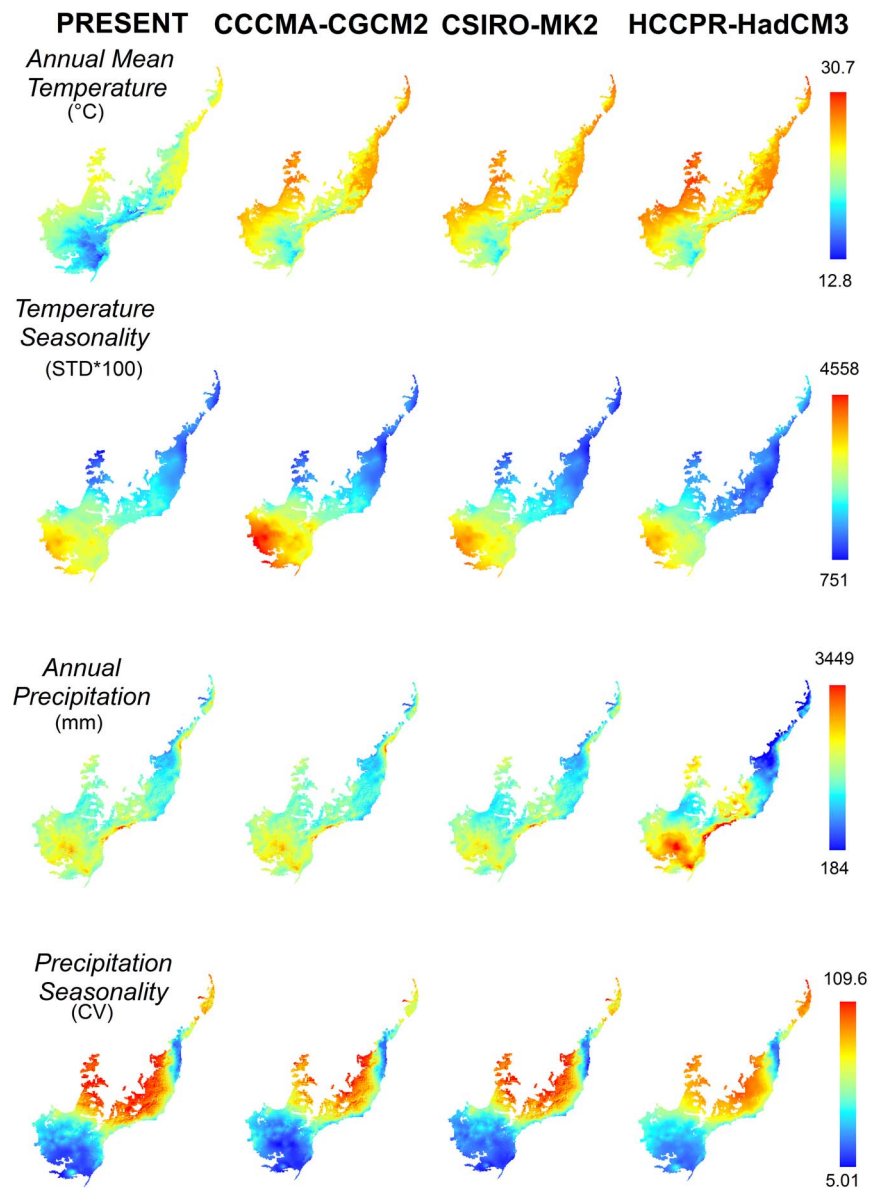 PRESENT CCCMA-CGCM2 CSIRO-MK2 HCCPR-HadCM3
Annual Mean
Temperature
(°C)
30.7
12.8
Temperature
Seasonality
(STD*100)
4558
751
Annual
Precipitation
(mm)
3449
184
Precipitation
Seasonality
(CV)
109.6
5.01